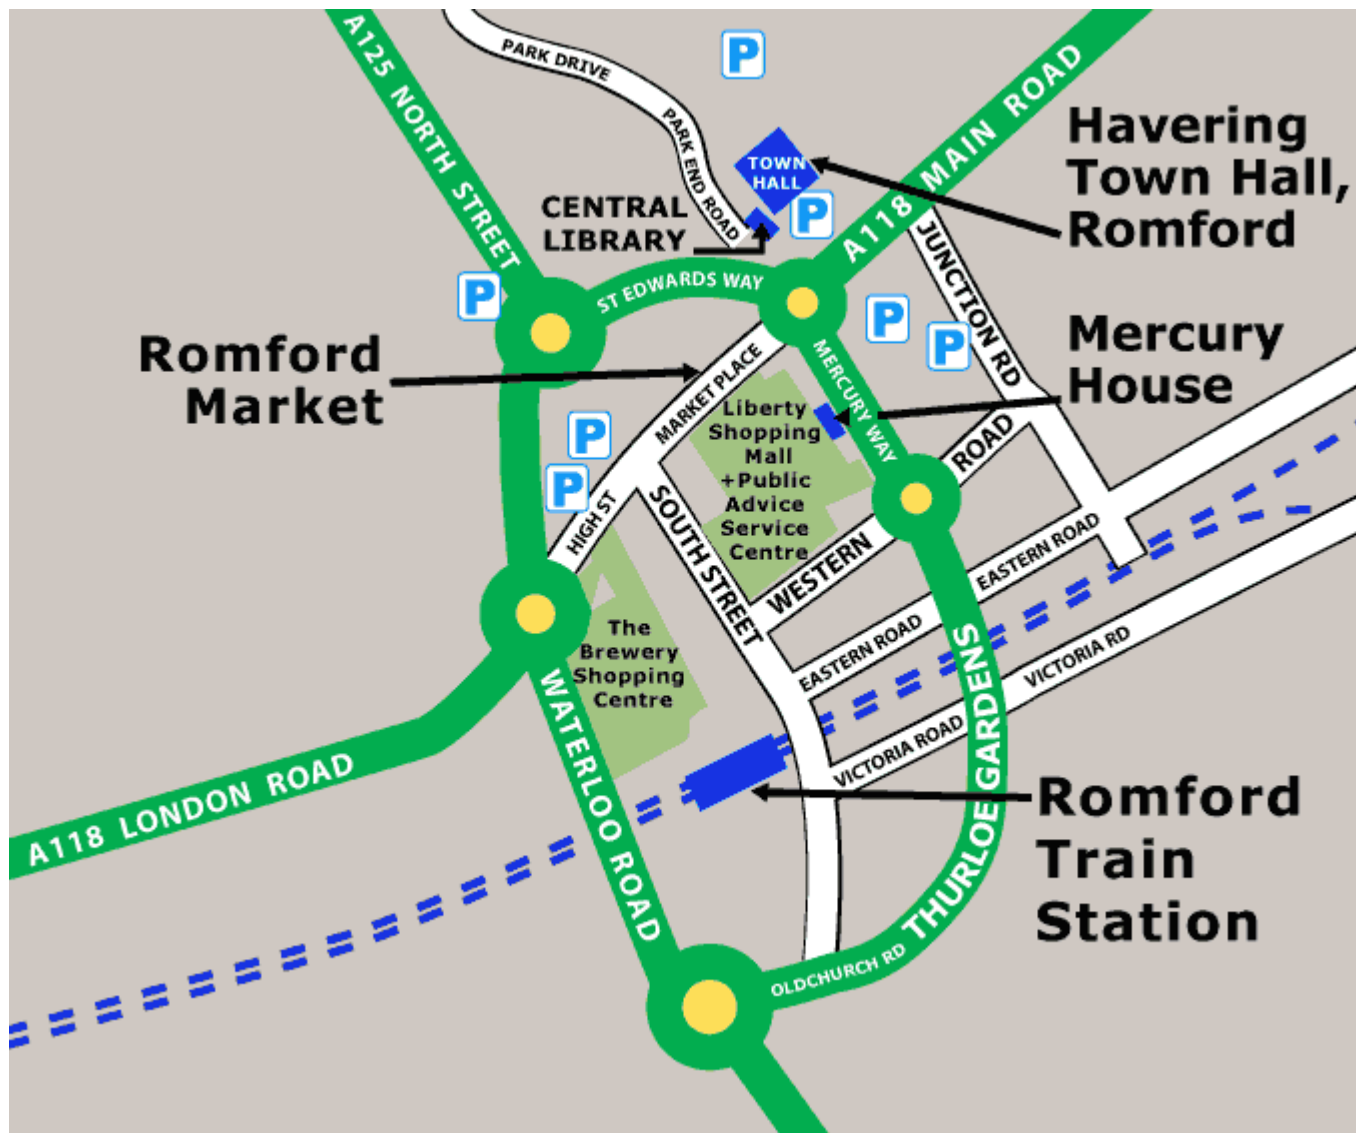 A125 NORTH STREET
PARK DRIVE
P
PARK END ROAD
TOWN
HALL
A118 MAIN ROAD
Havering
Town Hall,
Romford
CENTRAL
LIBRARY
P
JUNCTION RD
P
ST EDWARDS WAY
P
P
Romford
Market
MARKET PLACE
MERCURY WAY
Mercury
House
Liberty
Shopping
Mall
+Public
Advice
Service
Centre
P
P
HIGH ST
SOUTH STREET
WESTERN
ROAD
EASTERN ROAD
EASTERN ROAD
VICTORIA RD
VICTORIA ROAD
The
Brewery
Shopping
Centre
WATERLOO ROAD
THURLOE GARDENS
A118 LONDON ROAD
Romford
Train
Station
OLDCHURCH RD